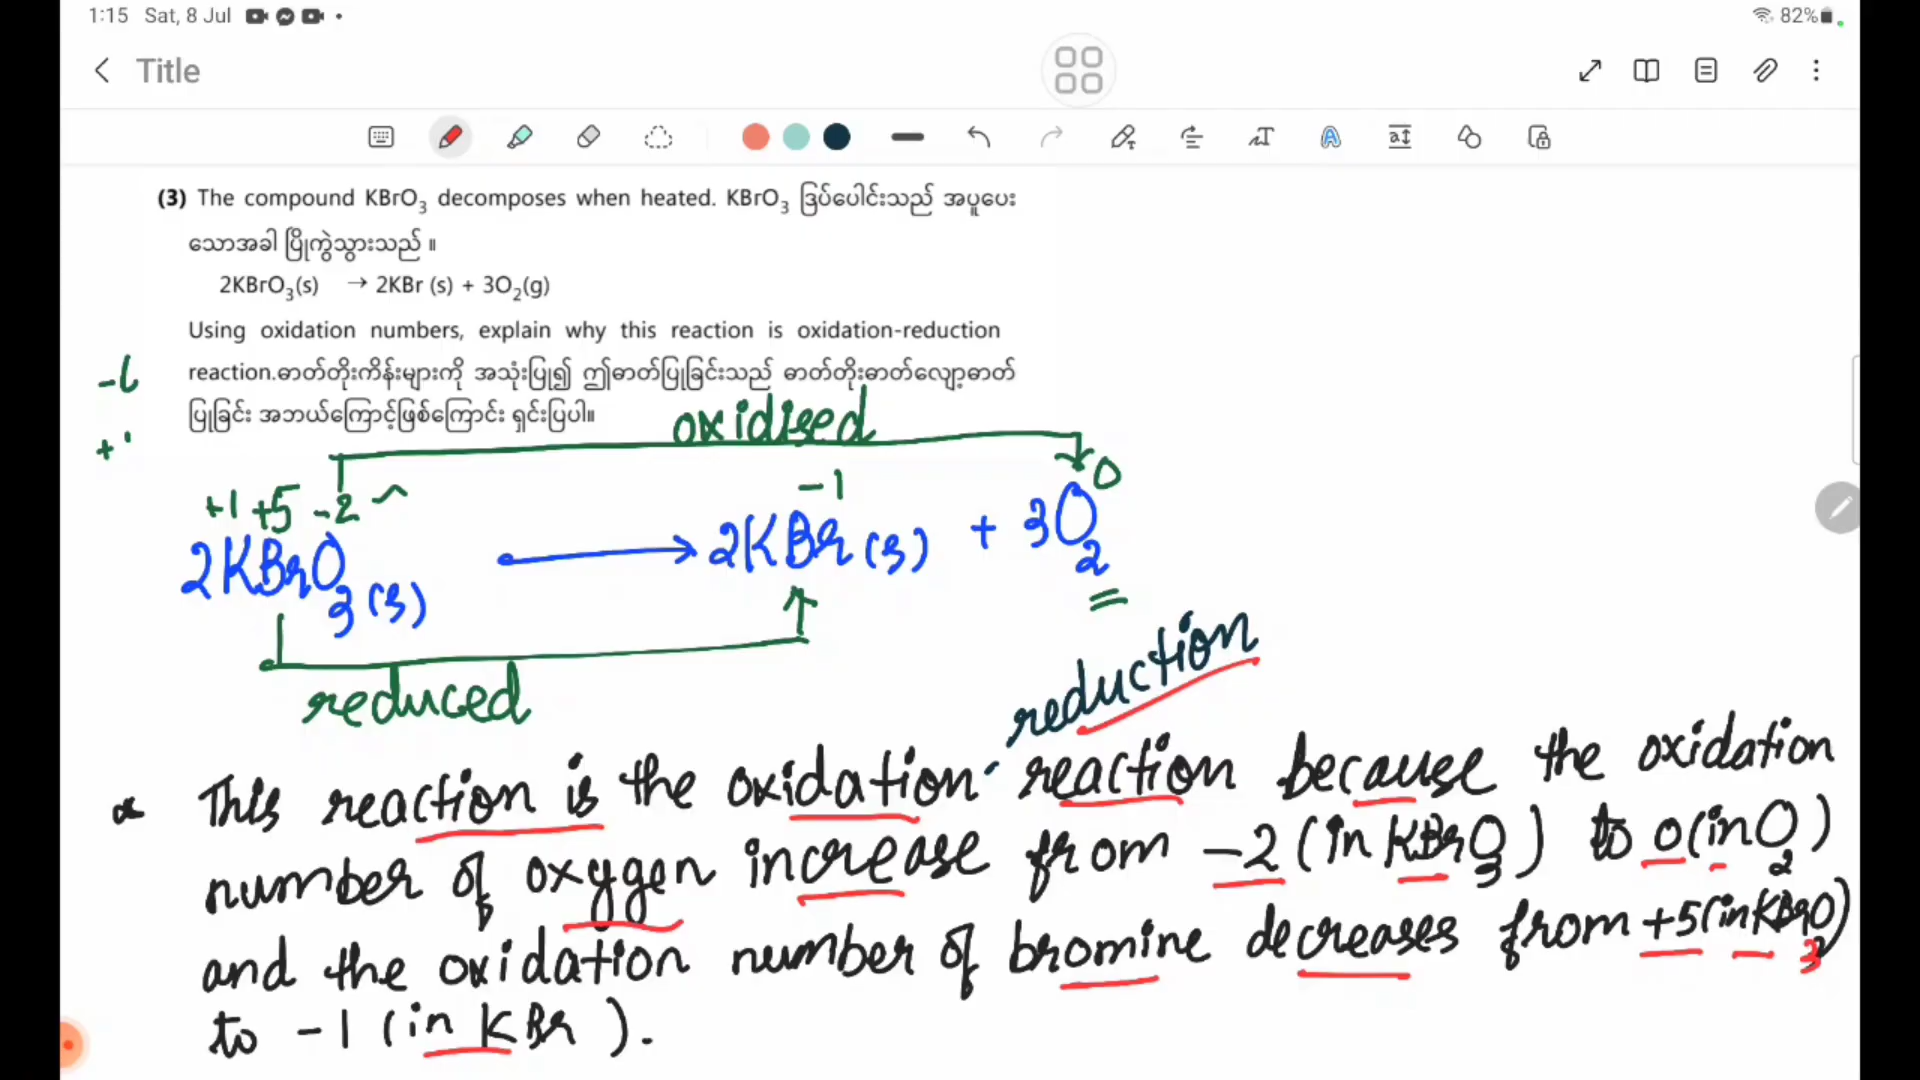 1:15 Sat, 8 Jul
82%
Title
(3) The compound KBrO₃ decomposes when heated. KBrO₃ ဒြပ်ပေါင်းသည် အပူပေး
သောအခါ ပြိုကွဲသွားသည်။
2KBrO₃(s) → 2KBr (s) + 3O₂(g)
Using oxidation numbers, explain why this reaction is oxidation-reduction
reaction.ဓာတ်တိုးကိန်းများကို အသုံးပြု၍ ဤဓာတ်ပြုခြင်းသည် ဓာတ်တိုးဓာတ်လျော့ဓာတ်
ပြုခြင်း အဘယ်ကြောင့်ဖြစ်ကြောင်း ရှင်းပြပါ။
oxidised
+1 +5 -2 -1 0
2KBrO₃(s) → 2KBr(s) + 3O₂
reduced
reduction
This reaction is the oxidation- reaction because the oxidation
number of oxygen increase from -2 (in KBrO₃) to 0 (in O₂)
and the oxidation number of bromine decreases from +5 (in KBrO₃)
to -1 (in KBr).